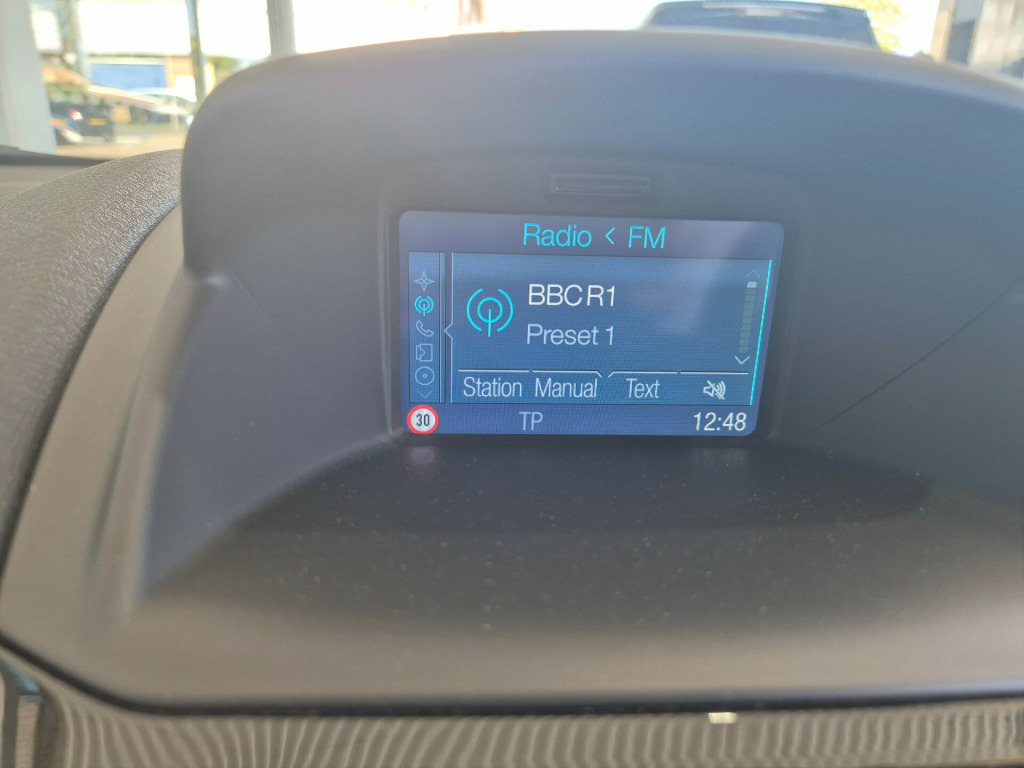 Radio < FM
BBC R1
Preset 1
Station Manual Text
30 TP 12:48